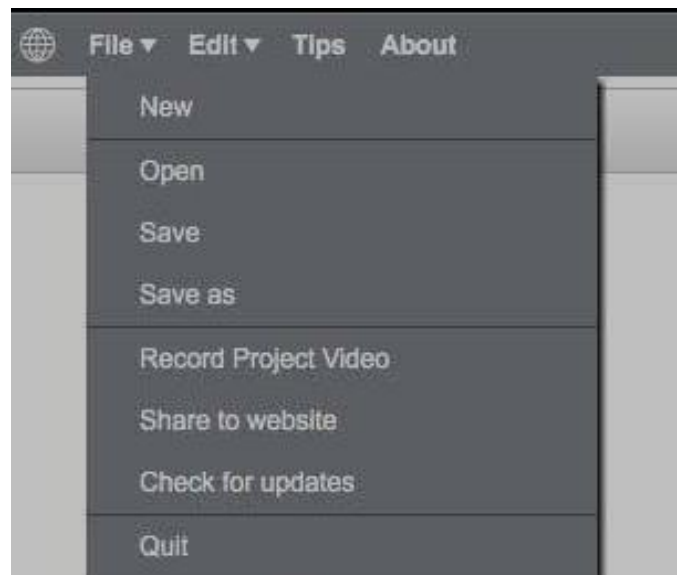 File ▾ Edit ▾ Tips About
New
Open
Save
Save as
Record Project Video
Share to website
Check for updates
Quit